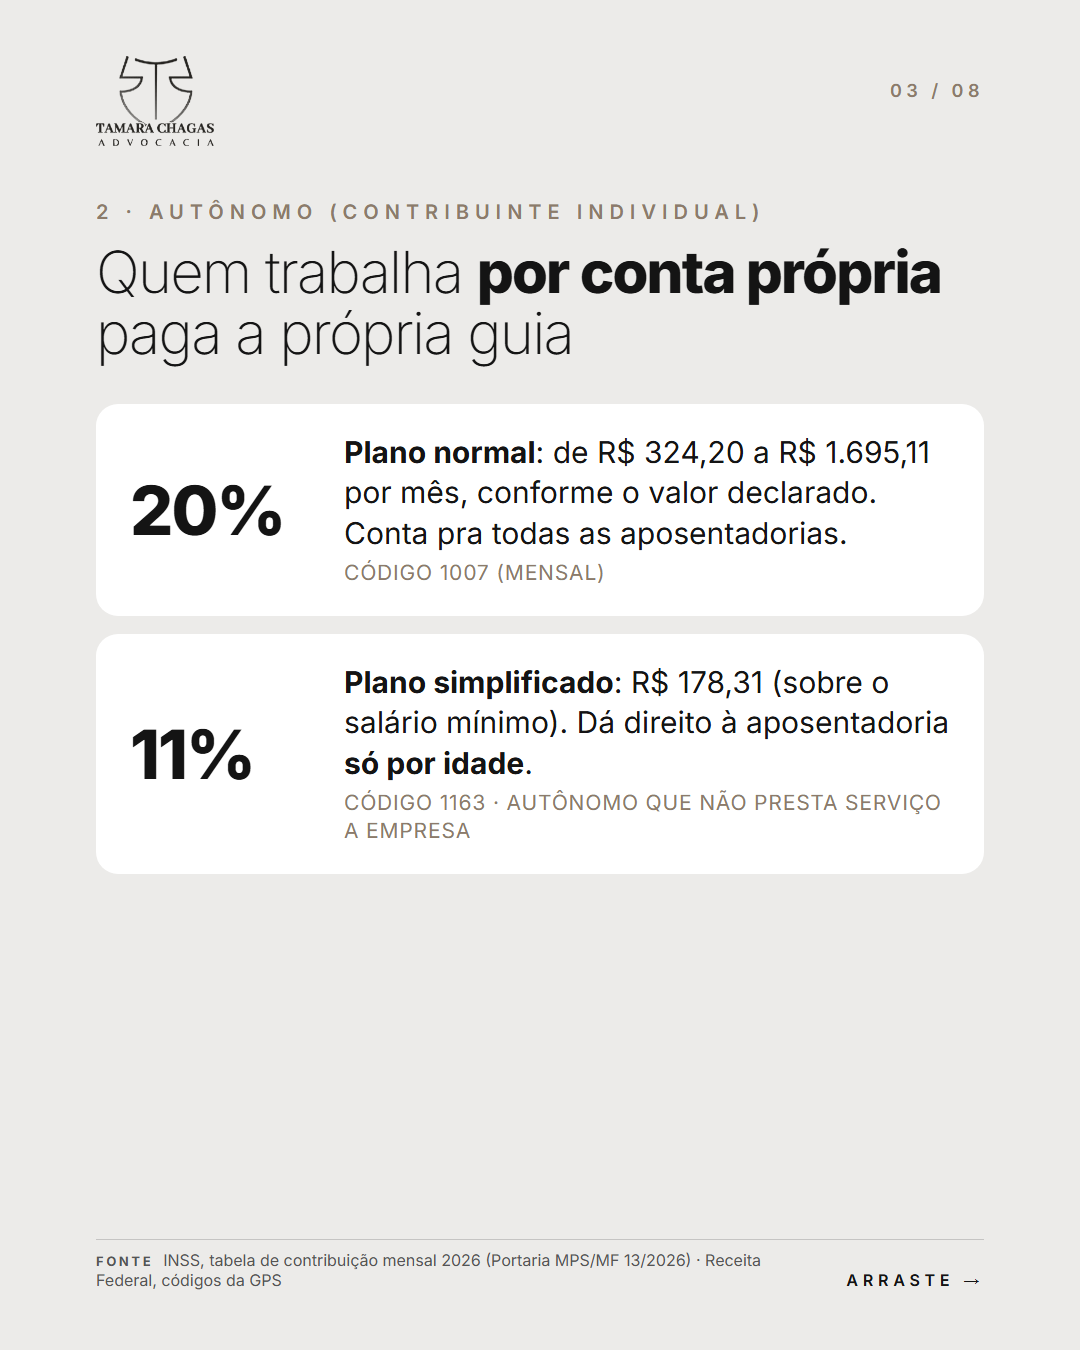 TAMARA CHAGAS
ADVOCACIA
03 / 08
2 · AUTÔNOMO (CONTRIBUINTE INDIVIDUAL)
Quem trabalha por conta própria
paga a própria guia
20%
Plano normal: de R$ 324,20 a R$ 1.695,11
por mês, conforme o valor declarado.
Conta pra todas as aposentadorias.
CÓDIGO 1007 (MENSAL)
11%
Plano simplificado: R$ 178,31 (sobre o
salário mínimo). Dá direito à aposentadoria
só por idade.
CÓDIGO 1163 · AUTÔNOMO QUE NÃO PRESTA SERVIÇO
A EMPRESA
FONTE INSS, tabela de contribuição mensal 2026 (Portaria MPS/MF 13/2026) · Receita
Federal, códigos da GPS
ARRASTE →